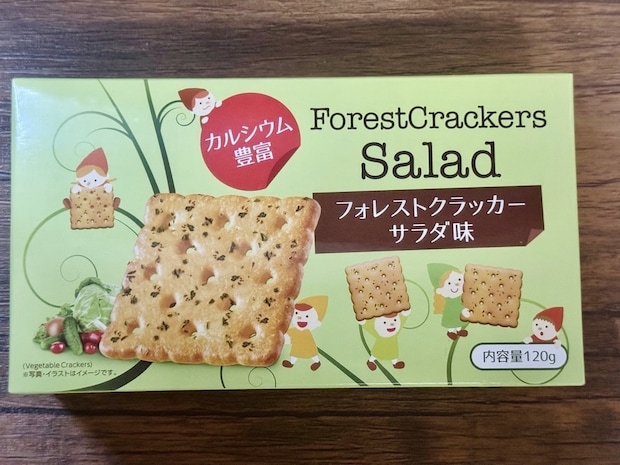 カルシウム
豊富
ForestCrackers
Salad
フォレストクラッカー
サラダ味
(Vegetable Crackers)
※写真・イラストはイメージです。
内容量120g